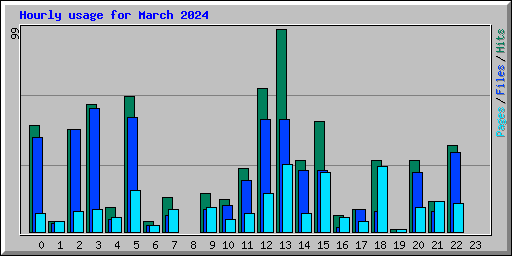 Hourly usage for March 2024
99
Pages/Files/Hits
0 1 2 3 4 5 6 7 8 9 10 11 12 13 14 15 16 17 18 19 20 21 22 23